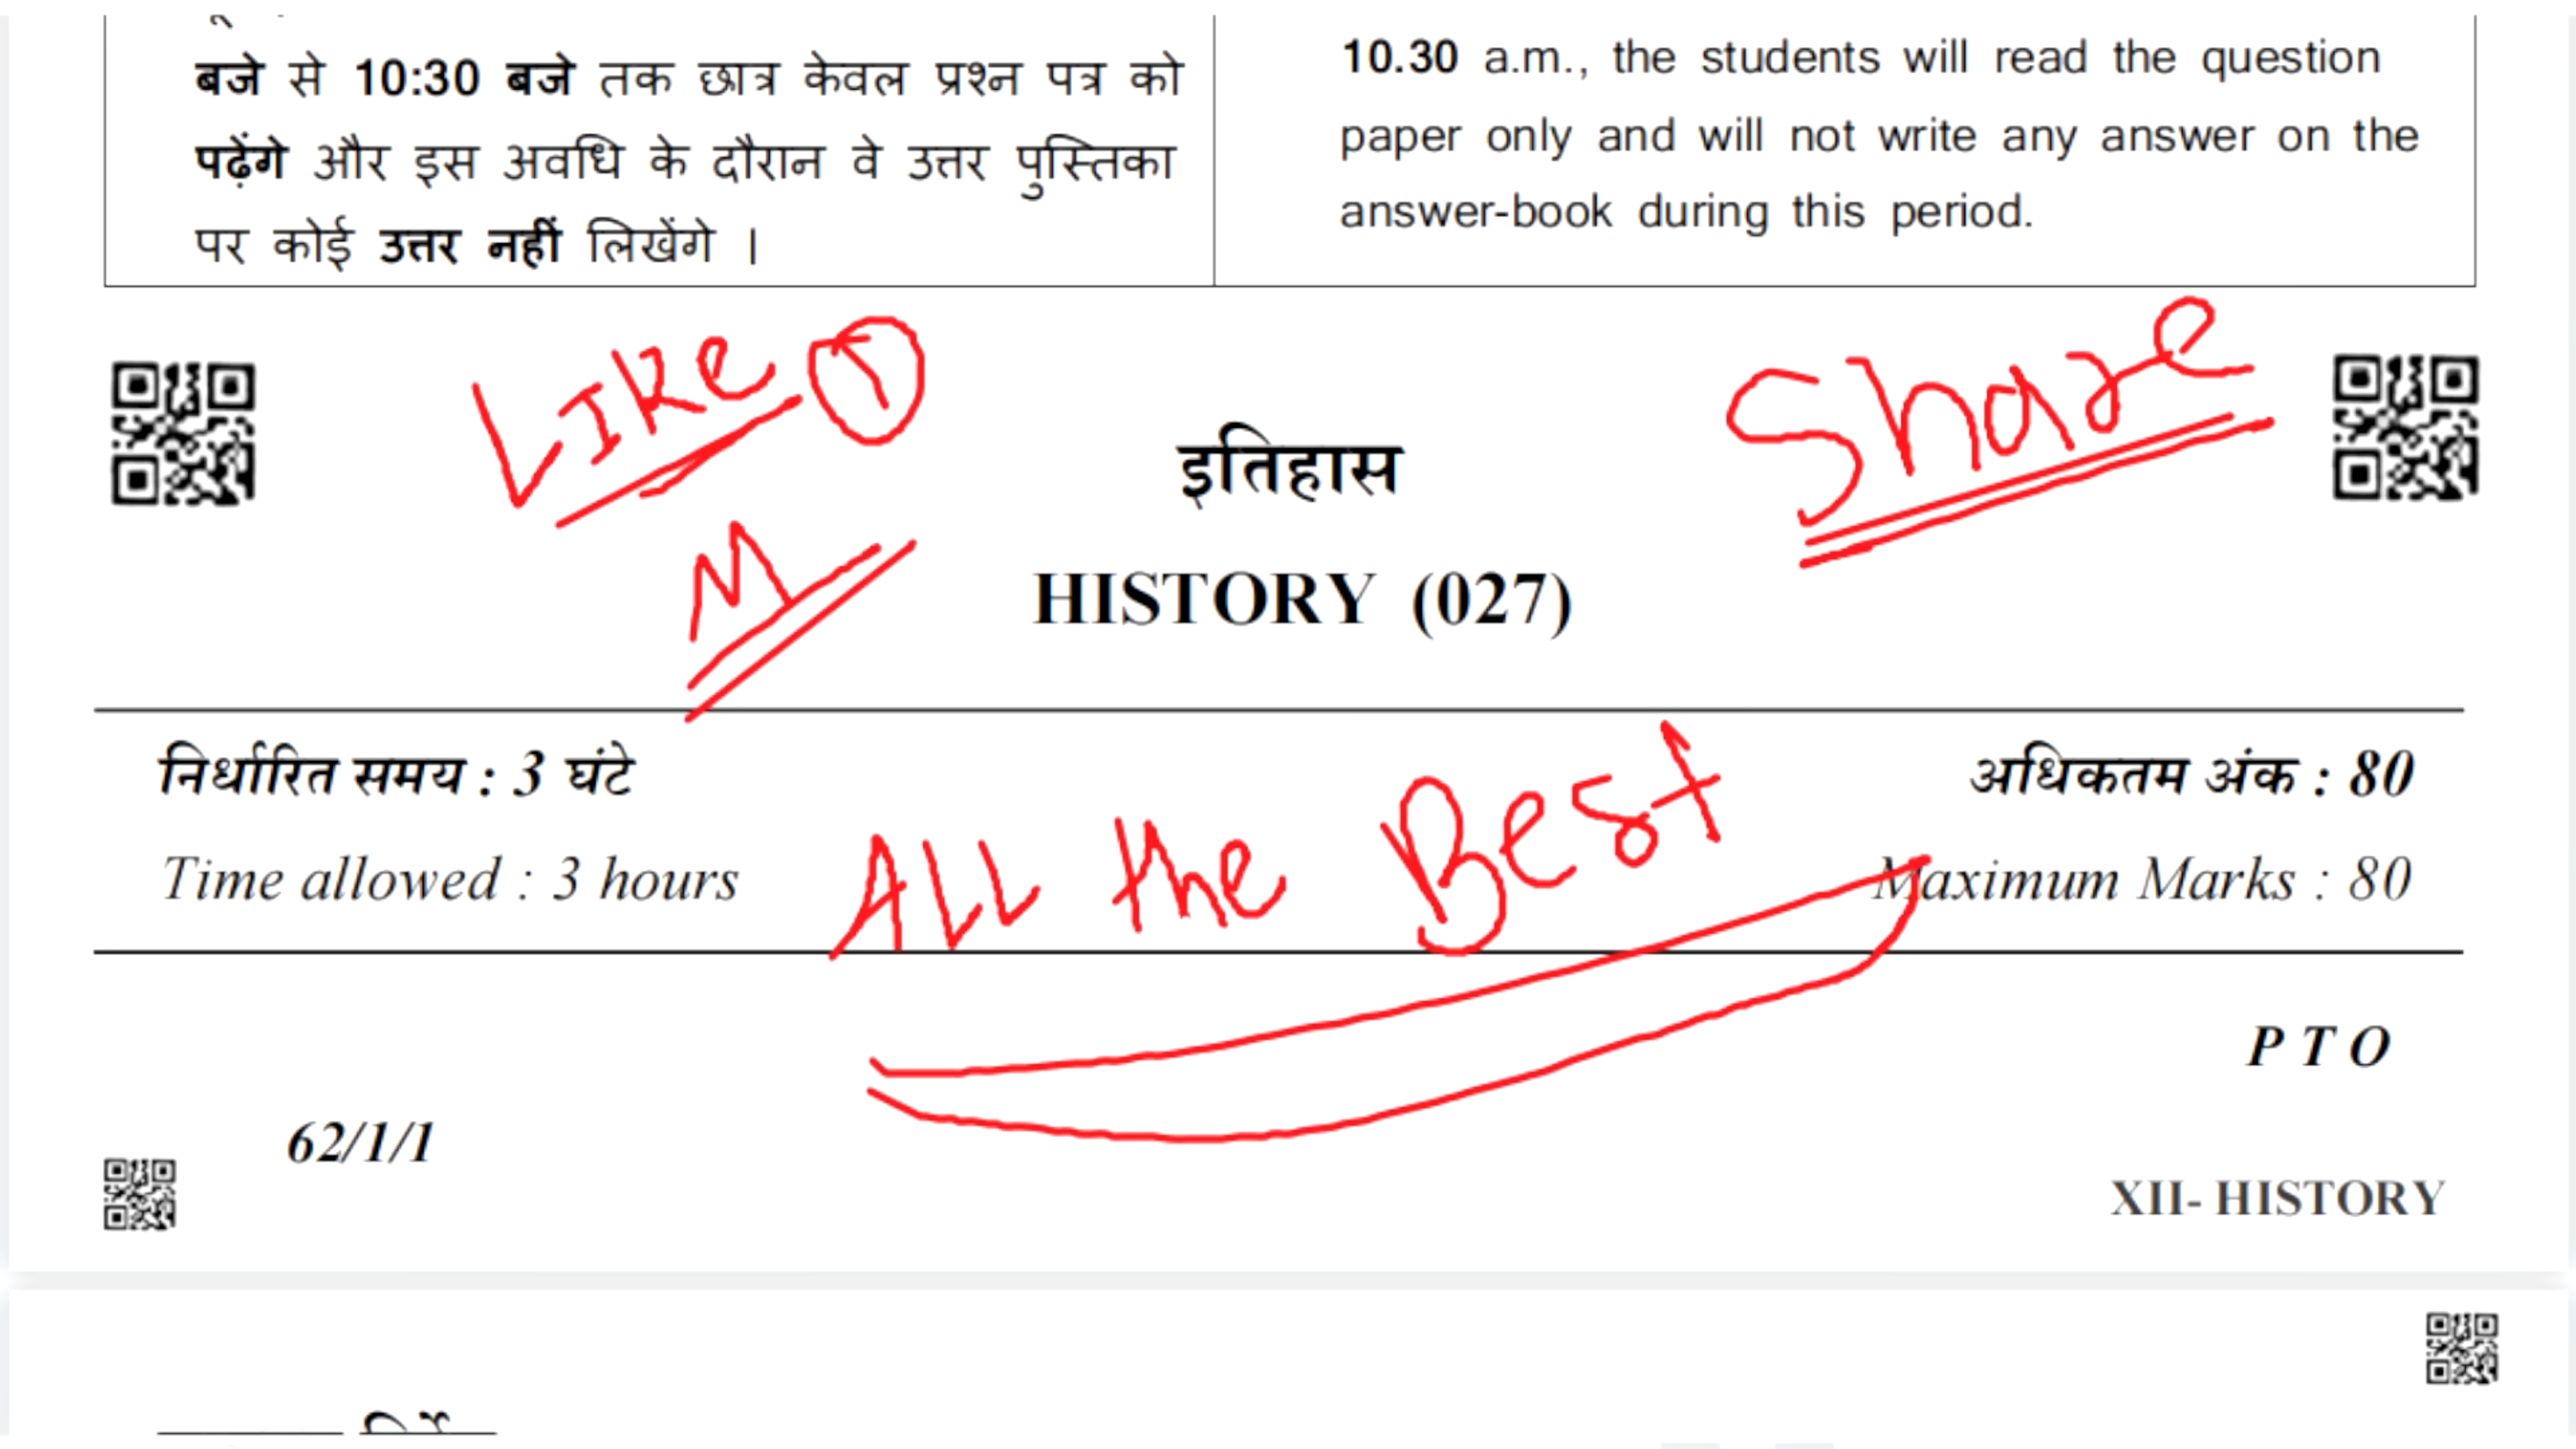 बजे से 10:30 बजे तक छात्र केवल प्रश्न पत्र को
पढ़ेंगे और इस अवधि के दौरान वे उत्तर पुस्तिका
पर कोई उत्तर नहीं लिखेंगे ।
10.30 a.m., the students will read the question
paper only and will not write any answer on the
answer-book during this period.
LIKe
Share
M
इतिहास
HISTORY (027)
निर्धारित समय : 3 घंटे
अधिकतम अंक : 80
Time allowed : 3 hours
Maximum Marks : 80
ALL the Best
P T O
62/1/1
XII- HISTORY